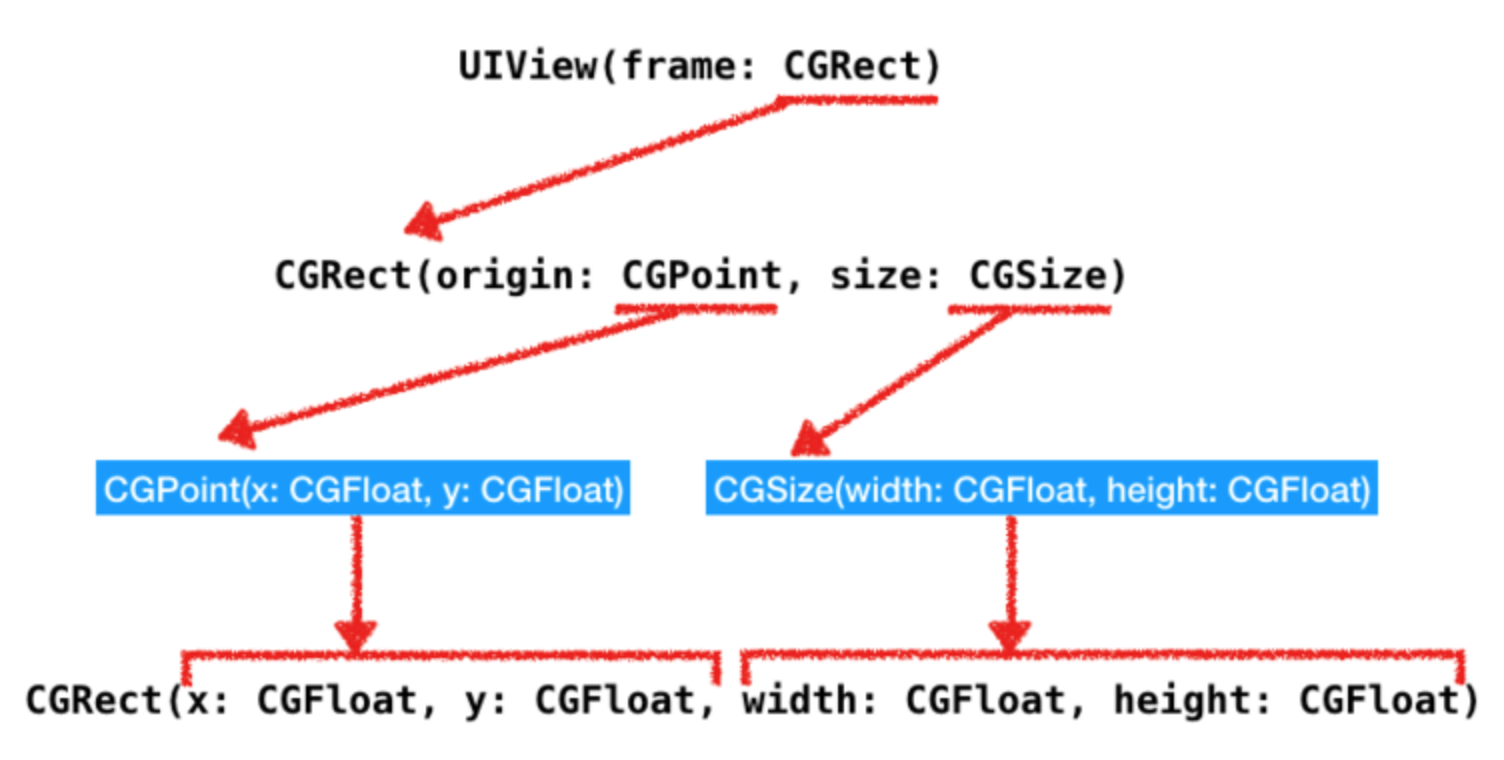 UIView(frame: CGRect)
CGRect(origin: CGPoint, size: CGSize)
CGPoint(x: CGFloat, y: CGFloat)
CGSize(width: CGFloat, height: CGFloat)
CGRect(x: CGFloat, y: CGFloat, width: CGFloat, height: CGFloat)